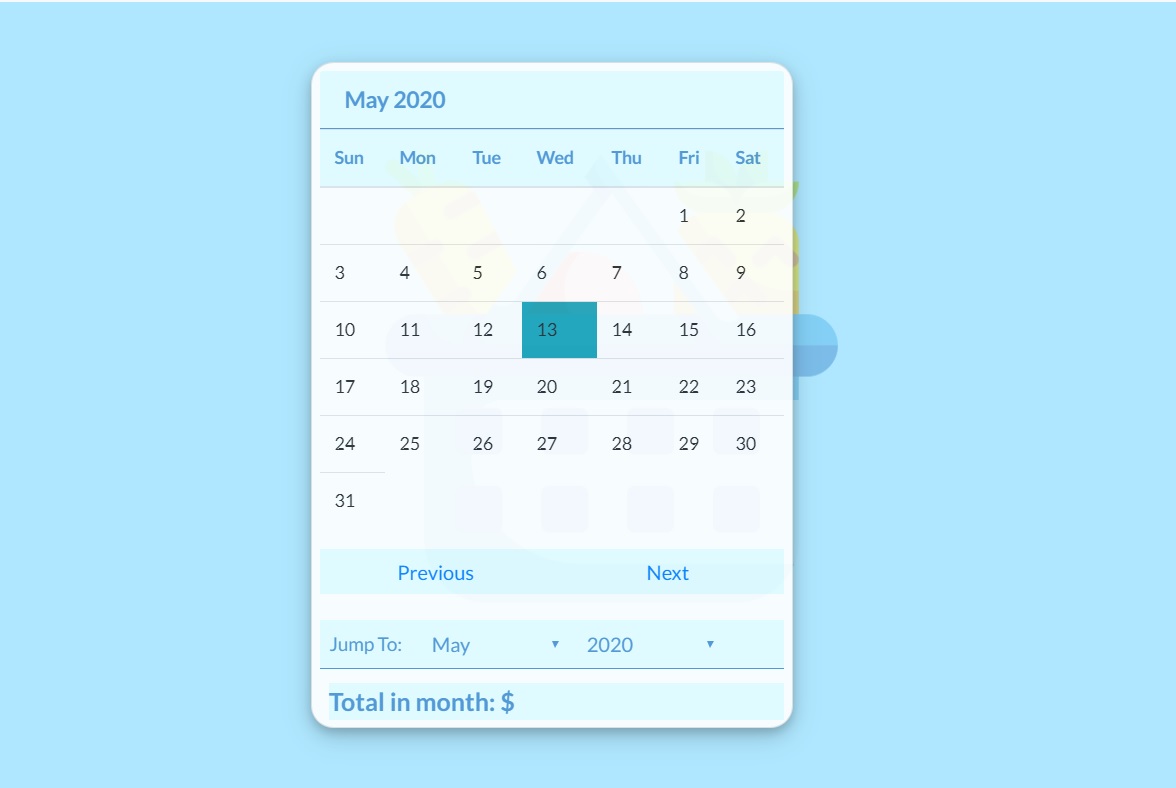 May 2020
Sun Mon Tue Wed Thu Fri Sat
1 2
3 4 5 6 7 8 9
10 11 12 13 14 15 16
17 18 19 20 21 22 23
24 25 26 27 28 29 30
31
Previous Next
Jump To: May 2020
Total in month: $